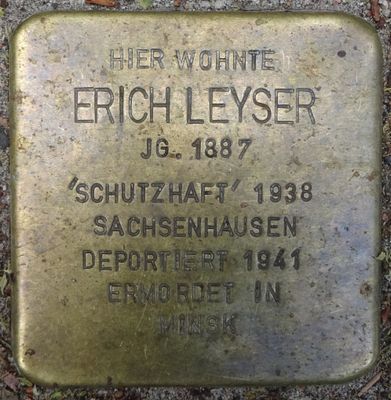 HIER WOHNTE
ERICH LEYSER
JG. 1887
'SCHUTZHAFT' 1938
SACHSENHAUSEN
DEPORTIERT 1941
ERMORDET IN
MINSK